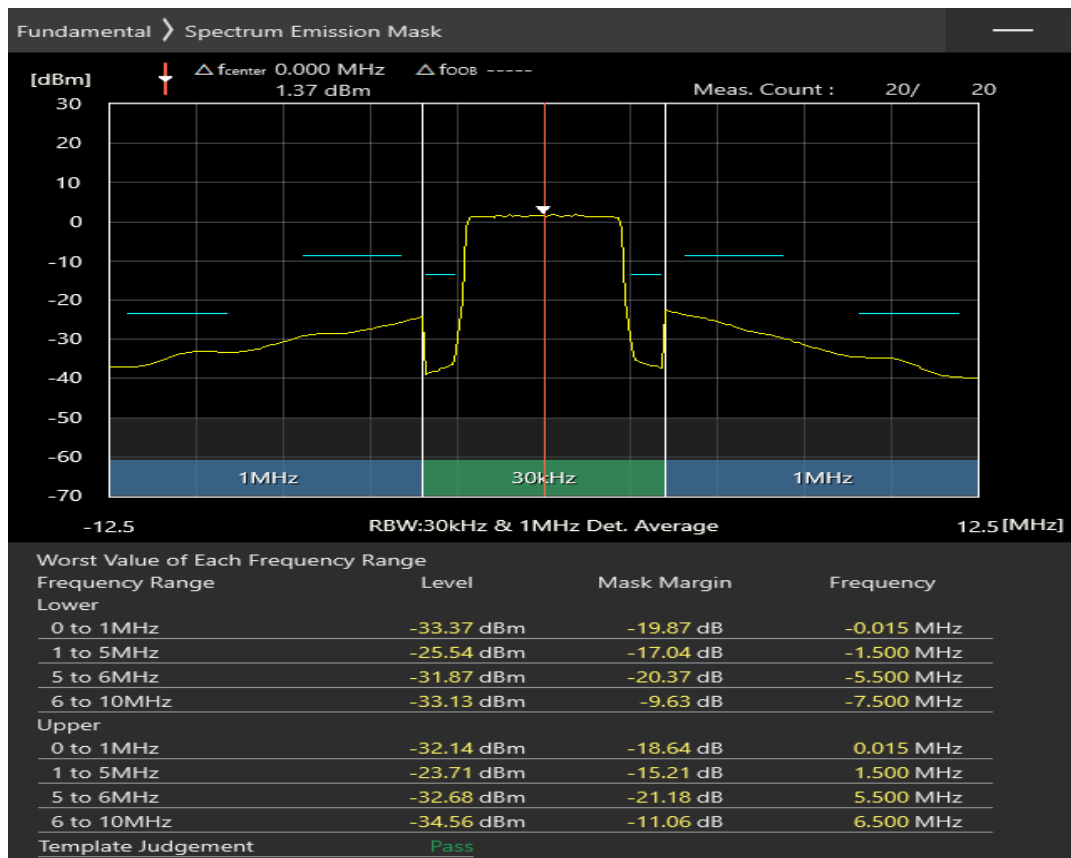 Fundamental ❯ Spectrum Emission Mask
[dBm] △ fcenter 0.000 MHz △ fOOB -----
1.37 dBm Meas. Count : 20/ 20
30
20
10
0
-10
-20
-30
-40
-50
-60
1MHz 30kHz 1MHz
-70
-12.5 RBW:30kHz & 1MHz Det. Average 12.5 [MHz]
Worst Value of Each Frequency Range
Frequency Range Level Mask Margin Frequency
Lower
0 to 1MHz -33.37 dBm -19.87 dB -0.015 MHz
1 to 5MHz -25.54 dBm -17.04 dB -1.500 MHz
5 to 6MHz -31.87 dBm -20.37 dB -5.500 MHz
6 to 10MHz -33.13 dBm -9.63 dB -7.500 MHz
Upper
0 to 1MHz -32.14 dBm -18.64 dB 0.015 MHz
1 to 5MHz -23.71 dBm -15.21 dB 1.500 MHz
5 to 6MHz -32.68 dBm -21.18 dB 5.500 MHz
6 to 10MHz -34.56 dBm -11.06 dB 6.500 MHz
Template Judgement Pass